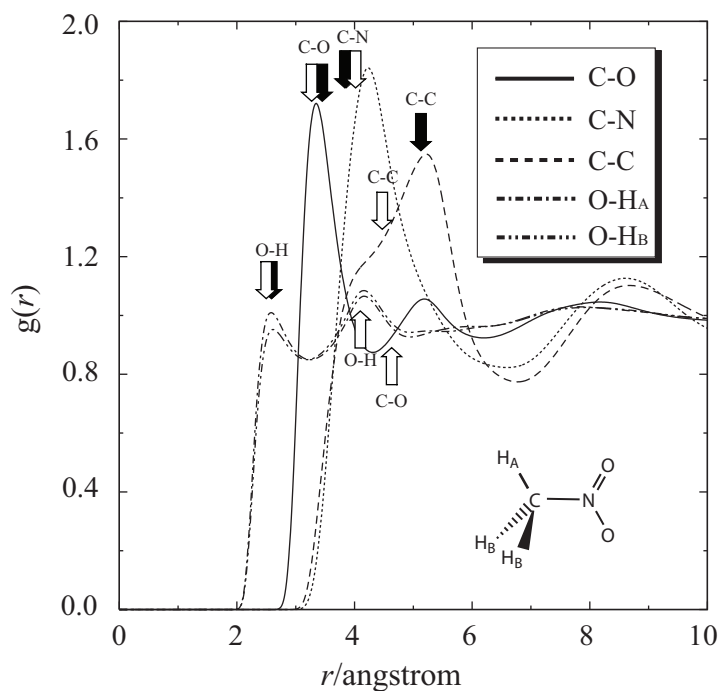 2.0
1.6
1.2
0.8
0.4
0.0
g(r)
0
2
4
6
8
10
r/angstrom
C-O
C-N
C-C
C-C
O-H
O-H
C-O
C-O
C-N
C-C
O-HA
O-HB
HA
C
N
O
O
HB
HB